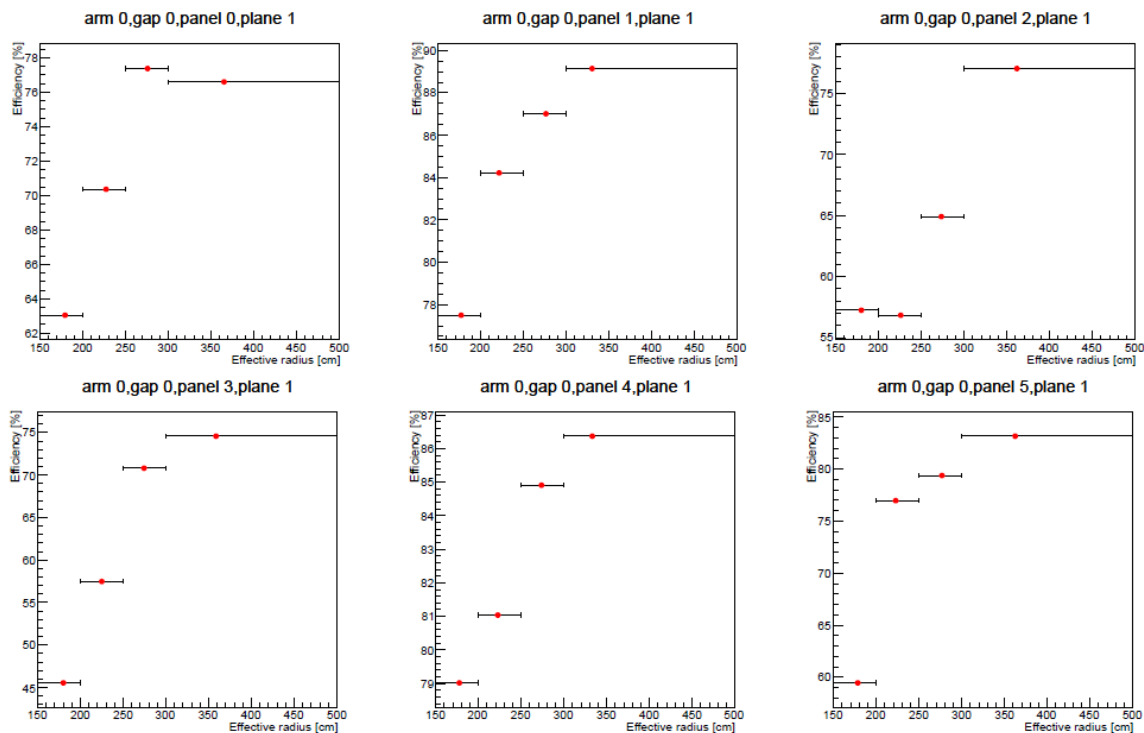 arm 0,gap 0,panel 0,plane 1
Efficiency [%]
78
76
74
72
70
68
66
64
62
150 200 250 300 350 400 450 500
Effective radius [cm]
arm 0,gap 0,panel 1,plane 1
Efficiency [%]
90
88
86
84
82
80
78
150 200 250 300 350 400 450 500
Effective radius [cm]
arm 0,gap 0,panel 2,plane 1
Efficiency [%]
75
70
65
60
55
150 200 250 300 350 400 450 500
Effective radius [cm]
arm 0,gap 0,panel 3,plane 1
Efficiency [%]
75
70
65
60
55
50
45
150 200 250 300 350 400 450 500
Effective radius [cm]
arm 0,gap 0,panel 4,plane 1
Efficiency [%]
87
86
85
84
83
82
81
80
79
150 200 250 300 350 400 450 500
Effective radius [cm]
arm 0,gap 0,panel 5,plane 1
Efficiency [%]
85
80
75
70
65
60
150 200 250 300 350 400 450 500
Effective radius [cm]